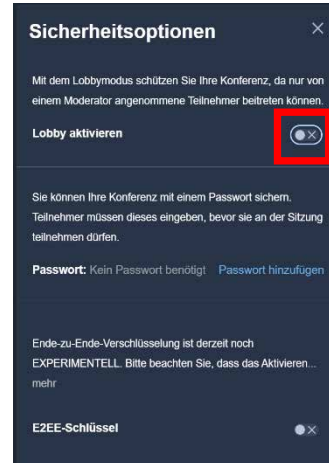 Sicherheitsoptionen
Mit dem Lobbymodus schützen Sie Ihre Konferenz, da nur von
einem Moderator angenommene Teilnehmer beitreten können.
Lobby aktivieren
Sie können Ihre Konferenz mit einem Passwort sichern.
Teilnehmer müssen dieses eingeben, bevor sie an der Sitzung
teilnehmen dürfen.
Passwort: Kein Passwort benötigt Passwort hinzufügen
Ende-zu-Ende-Verschlüsselung ist derzeit noch
EXPERIMENTELL. Bitte beachten Sie, dass das Aktivieren...
mehr
E2EE-Schlüssel